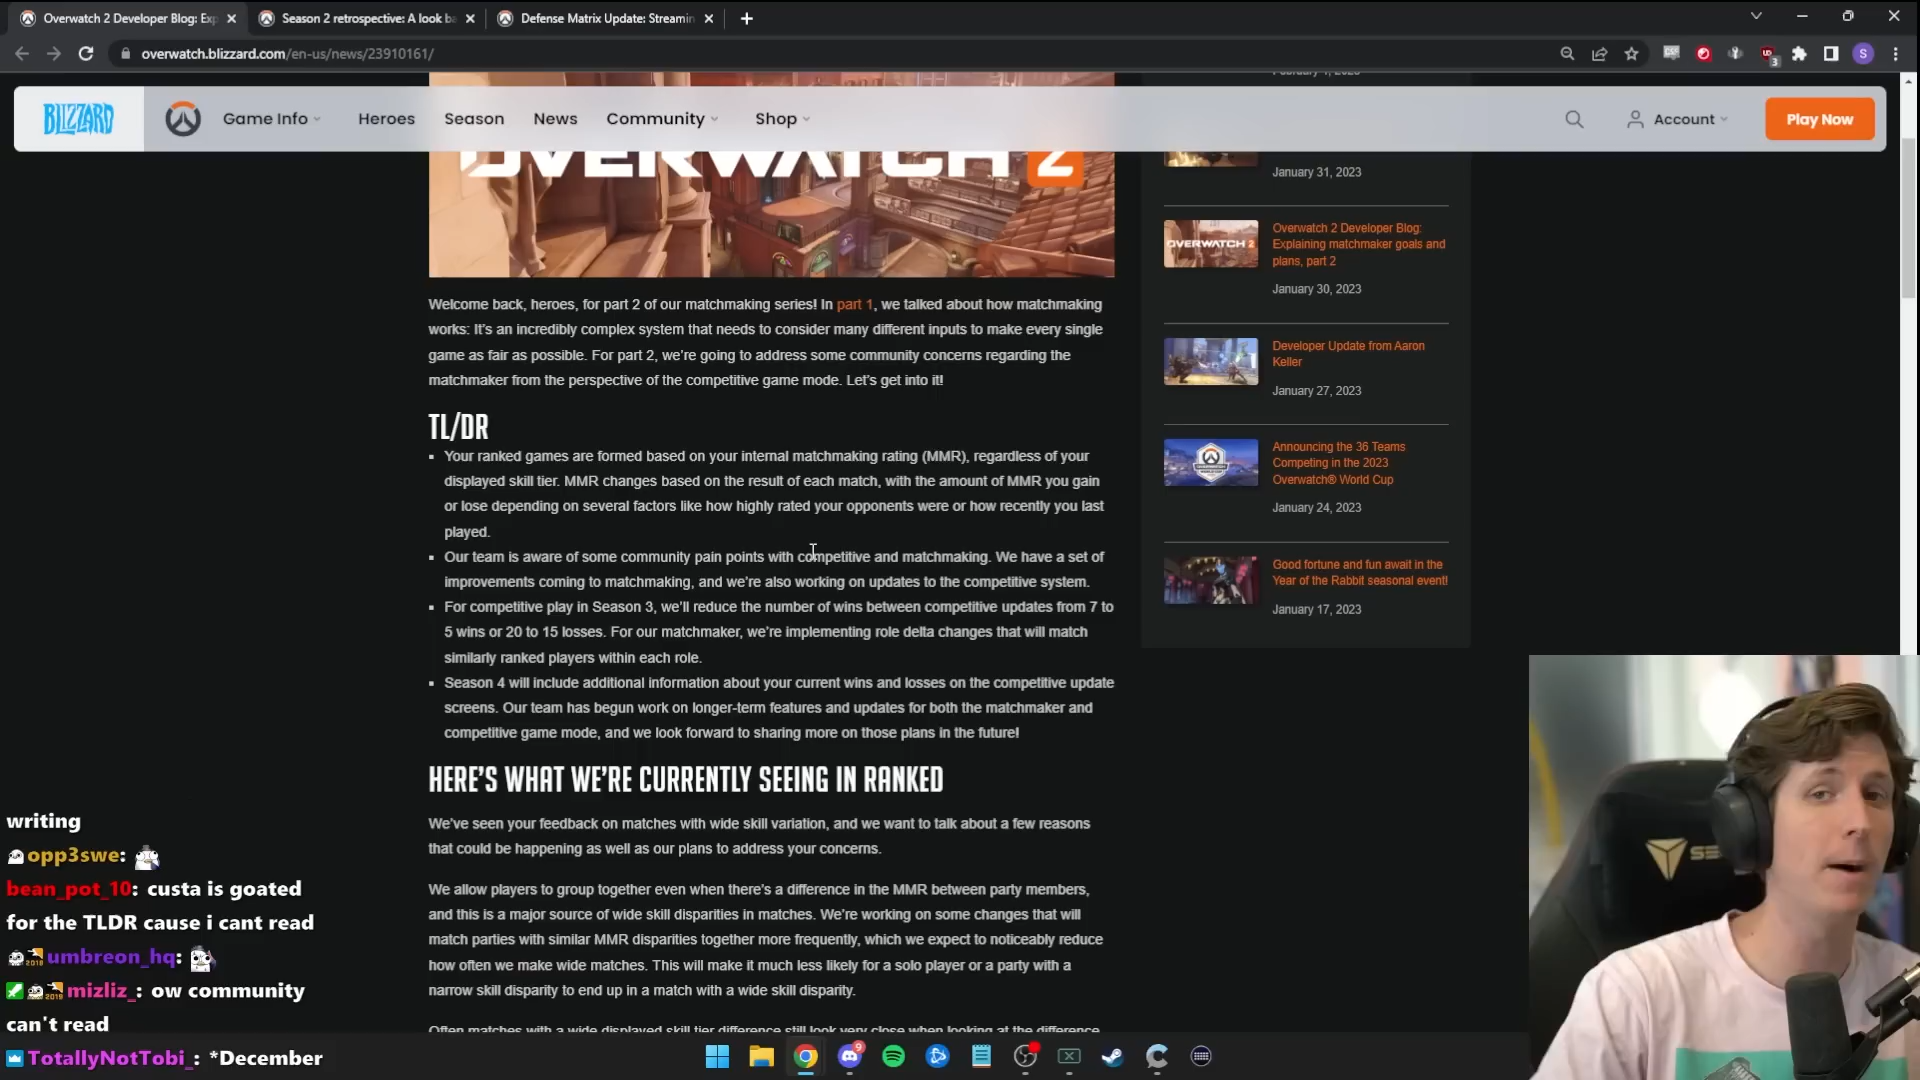 Overwatch 2 Developer Blog: Exp
Season 2 retrospective: A look ba
Defense Matrix Update: Streamin
overwatch.blizzard.com/en-us/news/23910161/
BLIZZARD
Game Info
Heroes
Season
News
Community
Shop
Account
Play Now
OVERWATCH 2
January 31, 2023
OVERWATCH 2
Overwatch 2 Developer Blog:
Explaining matchmaker goals and
plans, part 2
January 30, 2023
Developer Update from Aaron
Keller
January 27, 2023
Announcing the 36 Teams
Competing in the 2023
Overwatch® World Cup
January 24, 2023
Good fortune and fun await in the
Year of the Rabbit seasonal event!
January 17, 2023
Welcome back, heroes, for part 2 of our matchmaking series! In part 1, we talked about how matchmaking
works: It's an incredibly complex system that needs to consider many different inputs to make every single
game as fair as possible. For part 2, we're going to address some community concerns regarding the
matchmaker from the perspective of the competitive game mode. Let's get into it!
TL/DR
Your ranked games are formed based on your internal matchmaking rating (MMR), regardless of your
displayed skill tier. MMR changes based on the result of each match, with the amount of MMR you gain
or lose depending on several factors like how highly rated your opponents were or how recently you last
played.
Our team is aware of some community pain points with competitive and matchmaking. We have a set of
improvements coming to matchmaking, and we're also working on updates to the competitive system.
For competitive play in Season 3, we'll reduce the number of wins between competitive updates from 7 to
5 wins or 20 to 15 losses. For our matchmaker, we're implementing role delta changes that will match
similarly ranked players within each role.
Season 4 will include additional information about your current wins and losses on the competitive update
screens. Our team has begun work on longer-term features and updates for both the matchmaker and
competitive game mode, and we look forward to sharing more on those plans in the future!
HERE'S WHAT WE'RE CURRENTLY SEEING IN RANKED
We've seen your feedback on matches with wide skill variation, and we want to talk about a few reasons
that could be happening as well as our plans to address your concerns.
We allow players to group together even when there's a difference in the MMR between party members,
and this is a major source of wide skill disparities in matches. We're working on some changes that will
match parties with similar MMR disparities together more frequently, which we expect to noticeably reduce
how often we make wide matches. This will make it much less likely for a solo player or a party with a
narrow skill disparity to end up in a match with a wide skill disparity.
Often matches with a wide displayed skill tier difference still look very close when looking at the difference
writing
opp3swe:
bean_pot_10: custa is goated
for the TLDR cause i cant read
umbreon_hq:
mizliz_: ow community
can't read
TotallyNotTobi_: *December